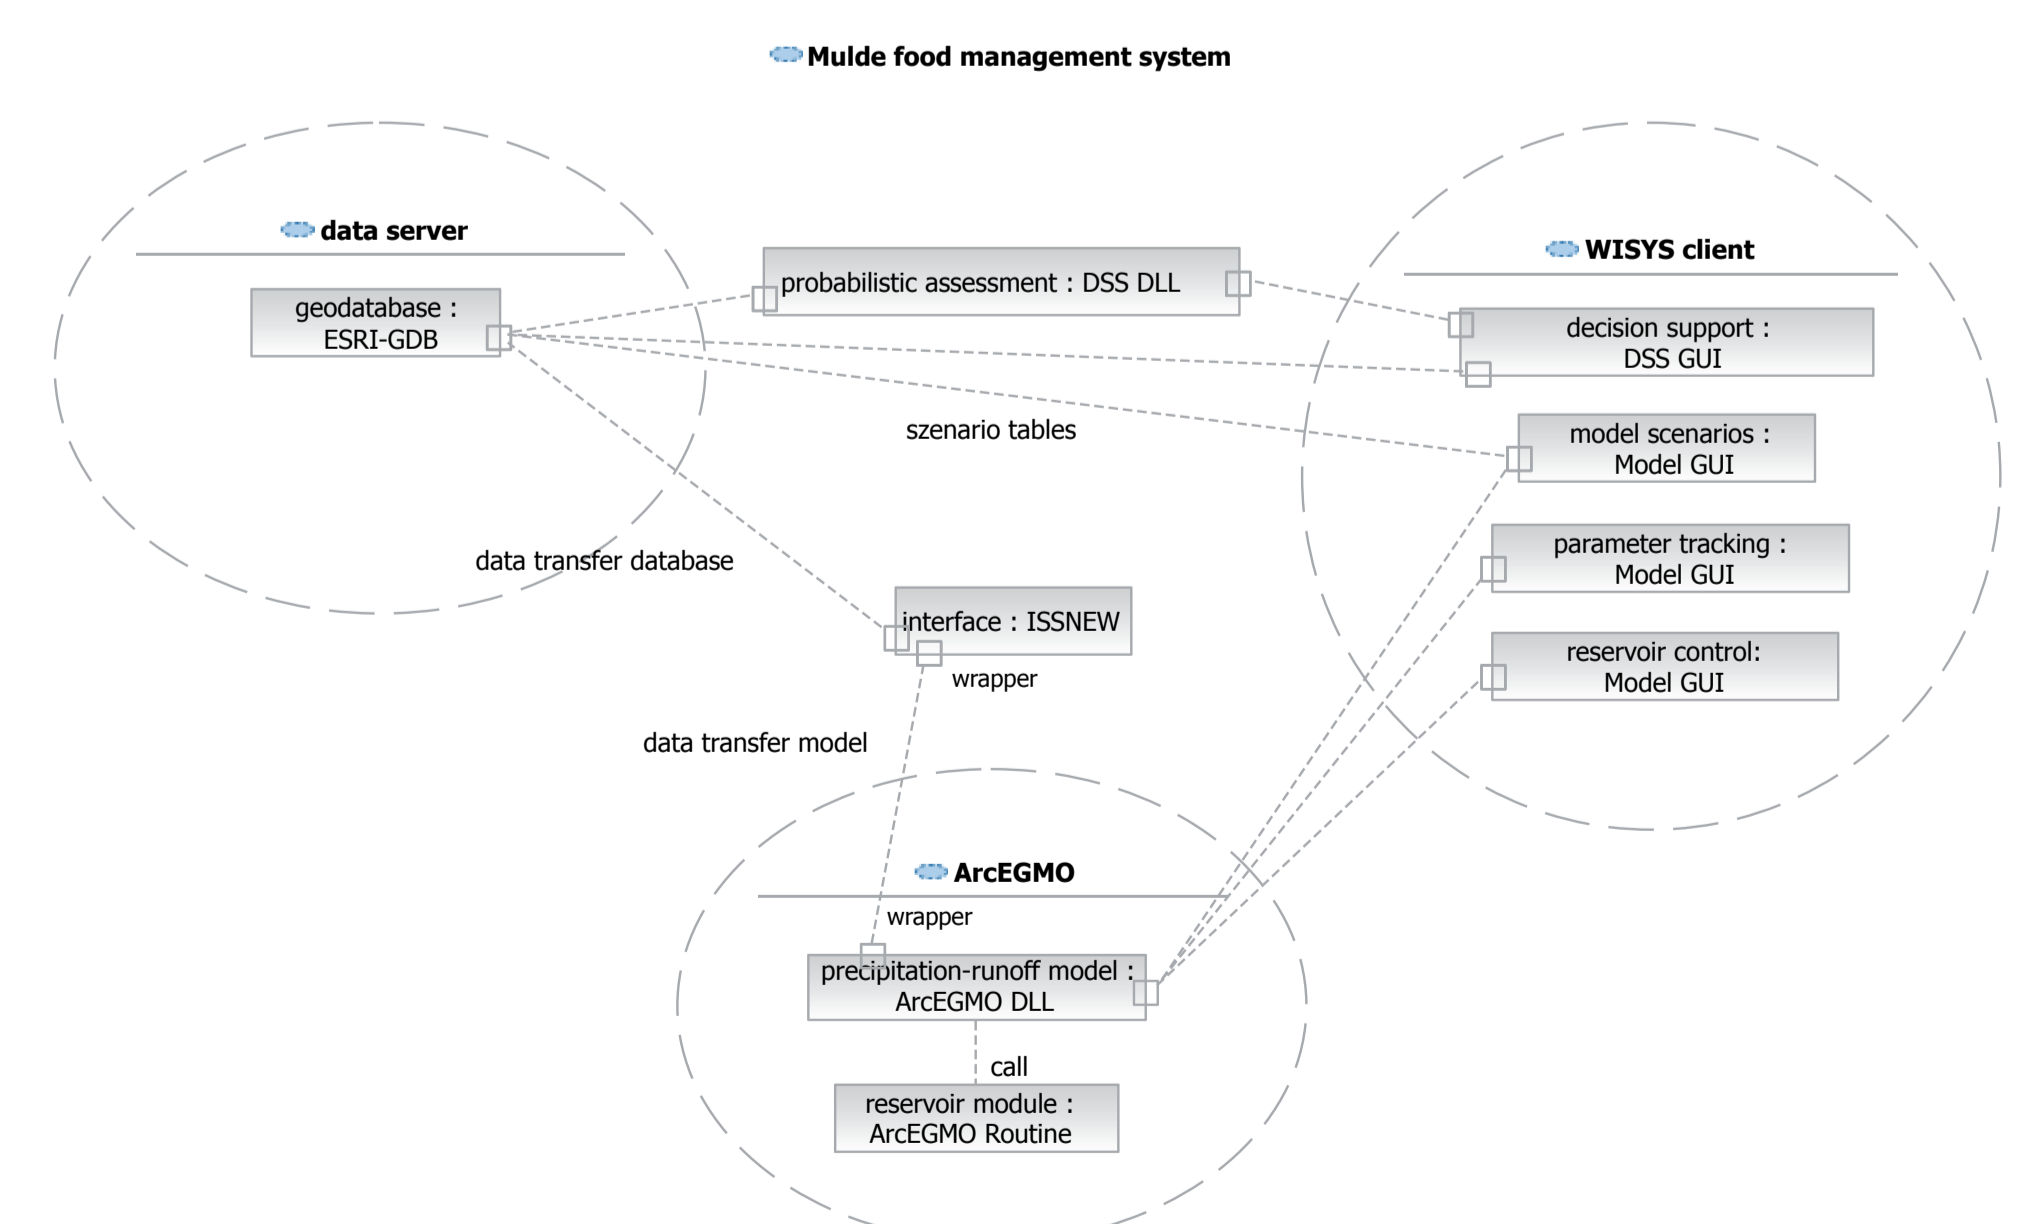 Mulde food management system
data server
geodatabase :
ESRI-GDB
probabilistic assessment : DSS DLL
WISYS client
decision support :
DSS GUI
model scenarios :
Model GUI
parameter tracking :
Model GUI
reservoir control:
Model GUI
szenario tables
data transfer database
interface : ISSNEW
wrapper
data transfer model
ArcEGMO
wrapper
precipitation-runoff model :
ArcEGMO DLL
call
reservoir module :
ArcEGMO Routine